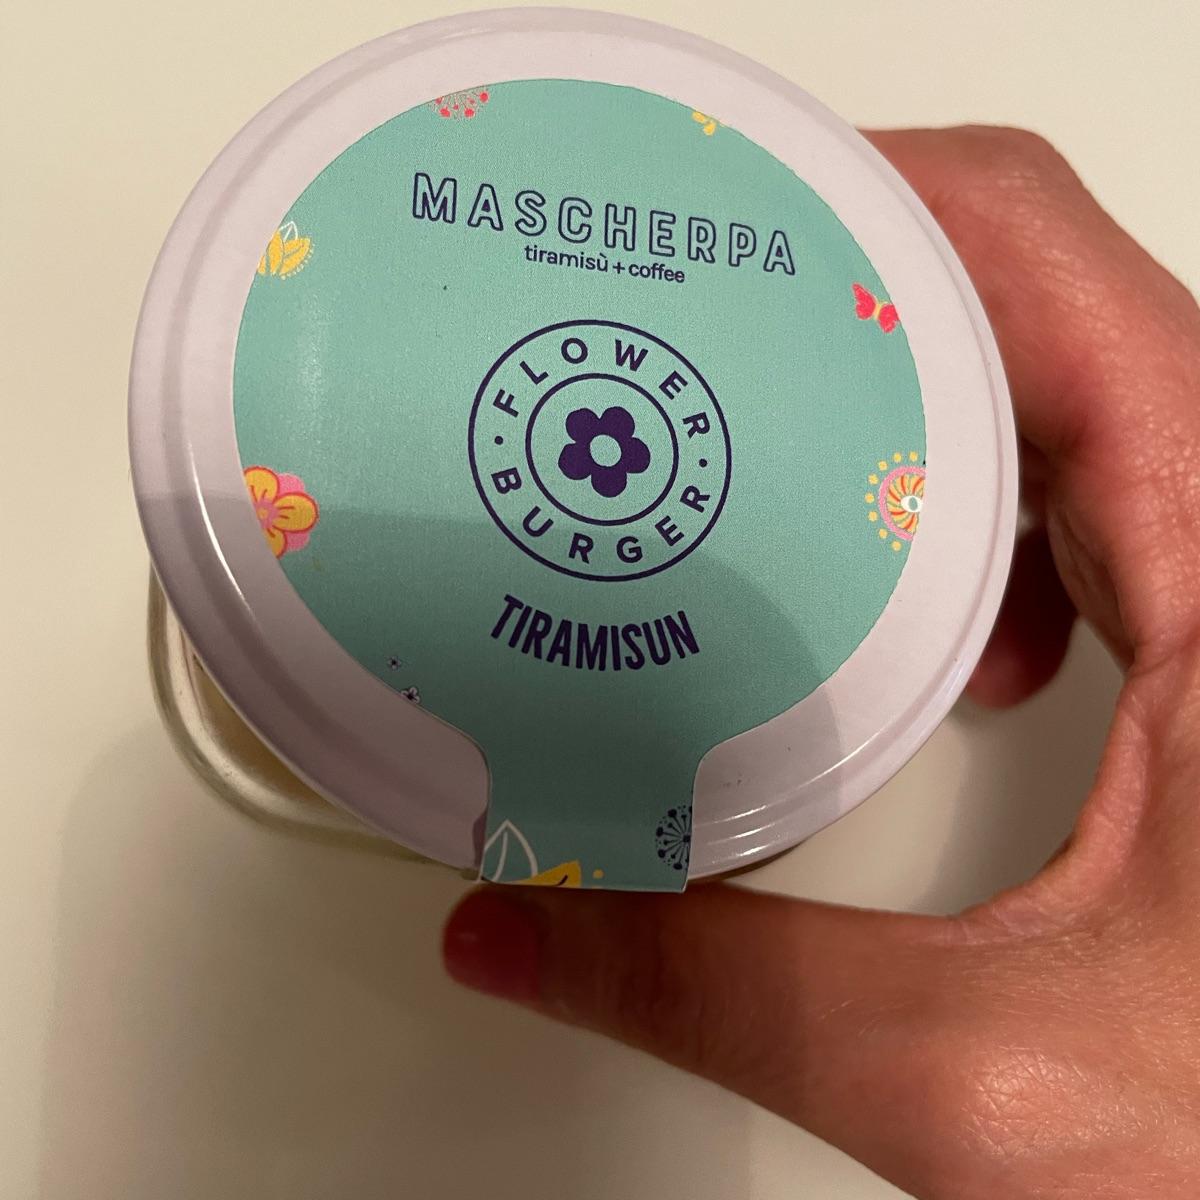 MASCHERPA
tiramisù + coffee
FLOWER
BURGER
TIRAMISUN